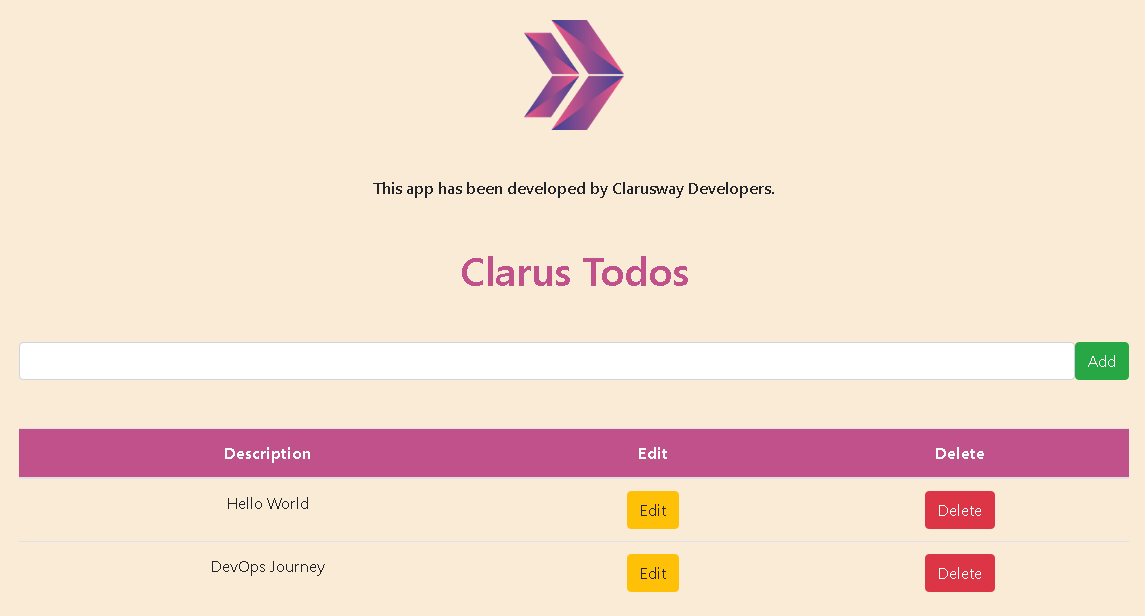 This app has been developed by Clarusway Developers.
Clarus Todos
Add
Description Edit Delete
Hello World Edit Delete
DevOps Journey Edit Delete